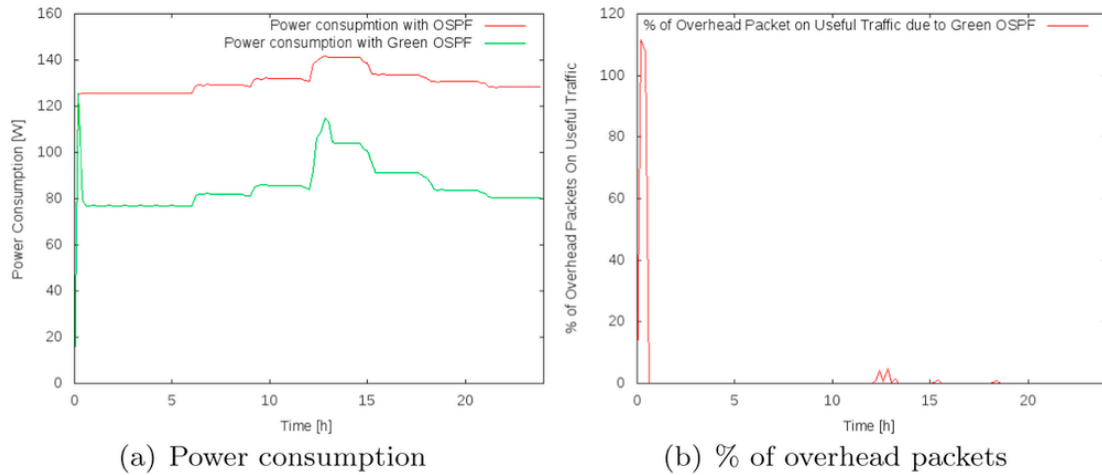 Power consupmtion with OSPF
Power consumption with Green OSPF
160
140
120
100
80
60
40
20
0
0
5
10
15
20
Power Consumption [W]
Time [h]
(a) Power consumption
% of Overhead Packet on Useful Traffic due to Green OSPF
120
100
80
60
40
20
0
0
5
10
15
20
% of Overhead Packets On Useful Traffic
Time [h]
(b) % of overhead packets